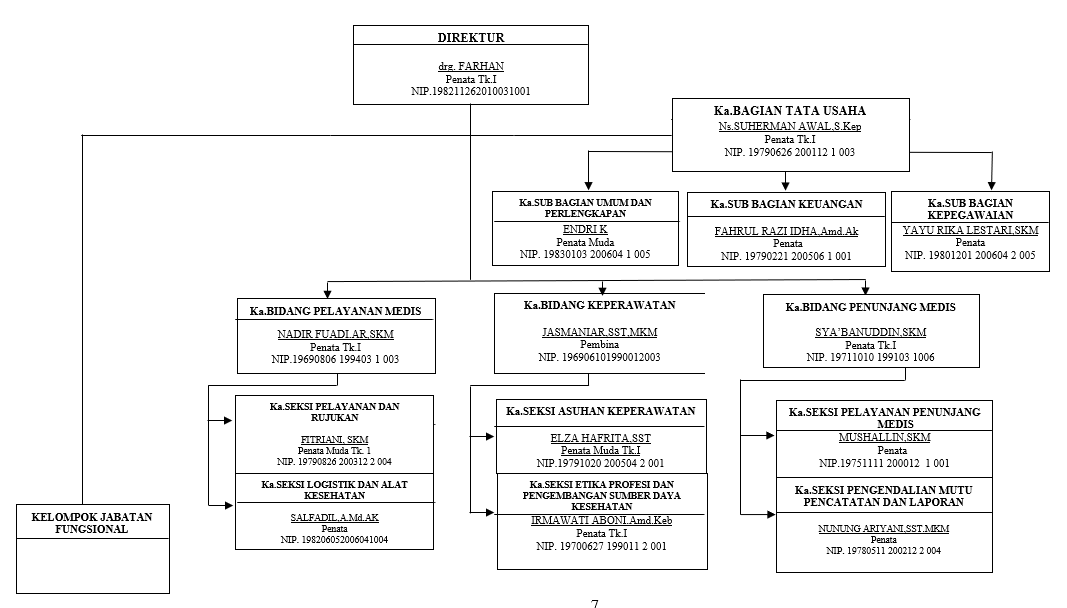 DIREKTUR
drg. FARHAN
Penata Tk.I
NIP.198211262010031001
Ka.BAGIAN TATA USAHA
Ns.SUHERMAN AWAL,S.Kep
Penata Tk.I
NIP. 19790626 200112 1 003
Ka.SUB BAGIAN UMUM DAN
PERLENGKAPAN
ENDRI K
Penata Muda
NIP. 19830103 200604 1 005
Ka.SUB BAGIAN KEUANGAN
FAHRUL RAZI IDHA,Amd.Ak
Penata
NIP. 19790221 200506 1 001
Ka.SUB BAGIAN
KEPEGAWAIAN
YAYU RIKA LESTARI,SKM
Penata
NIP. 19801201 200604 2 005
Ka.BIDANG PELAYANAN MEDIS
NADIR FUADI.AR,SKM
Penata Tk.I
NIP.19690806 199403 1 003
Ka.BIDANG KEPERAWATAN
JASMANIAR,SST,MKM
Pembina
NIP. 196906101990012003
Ka.BIDANG PENUNJANG MEDIS
SYA’BANUDDIN,SKM
Penata Tk.I
NIP. 19711010 199103 1006
Ka.SEKSI PELAYANAN DAN
RUJUKAN
FITRIANI, SKM
Penata Muda Tk. 1
NIP. 19790826 200312 2 004
Ka.SEKSI LOGISTIK DAN ALAT
KESEHATAN
SALFADIL,A.Md.AK
Penata
NIP. 198206052006041004
Ka.SEKSI ASUHAN KEPERAWATAN
ELZA HAFRITA,SST
Penata Muda Tk.I
NIP.19791020 200504 2 001
Ka.SEKSI ETIKA PROFESI DAN
PENGEMBANGAN SUMBER DAYA
KESEHATAN
IRMAWATI ABONI.Amd.Keb
Penata Tk.I
NIP. 19700627 199011 2 001
Ka.SEKSI PELAYANAN PENUNJANG
MEDIS
MUSHALLIN,SKM
Penata
NIP.19751111 200012 1 001
Ka.SEKSI PENGENDALIAN MUTU
PENCATATAN DAN LAPORAN
NUNUNG ARIYANI,SST.MKM
Penata
NIP. 19780511 200212 2 004
KELOMPOK JABATAN
FUNGSIONAL
7